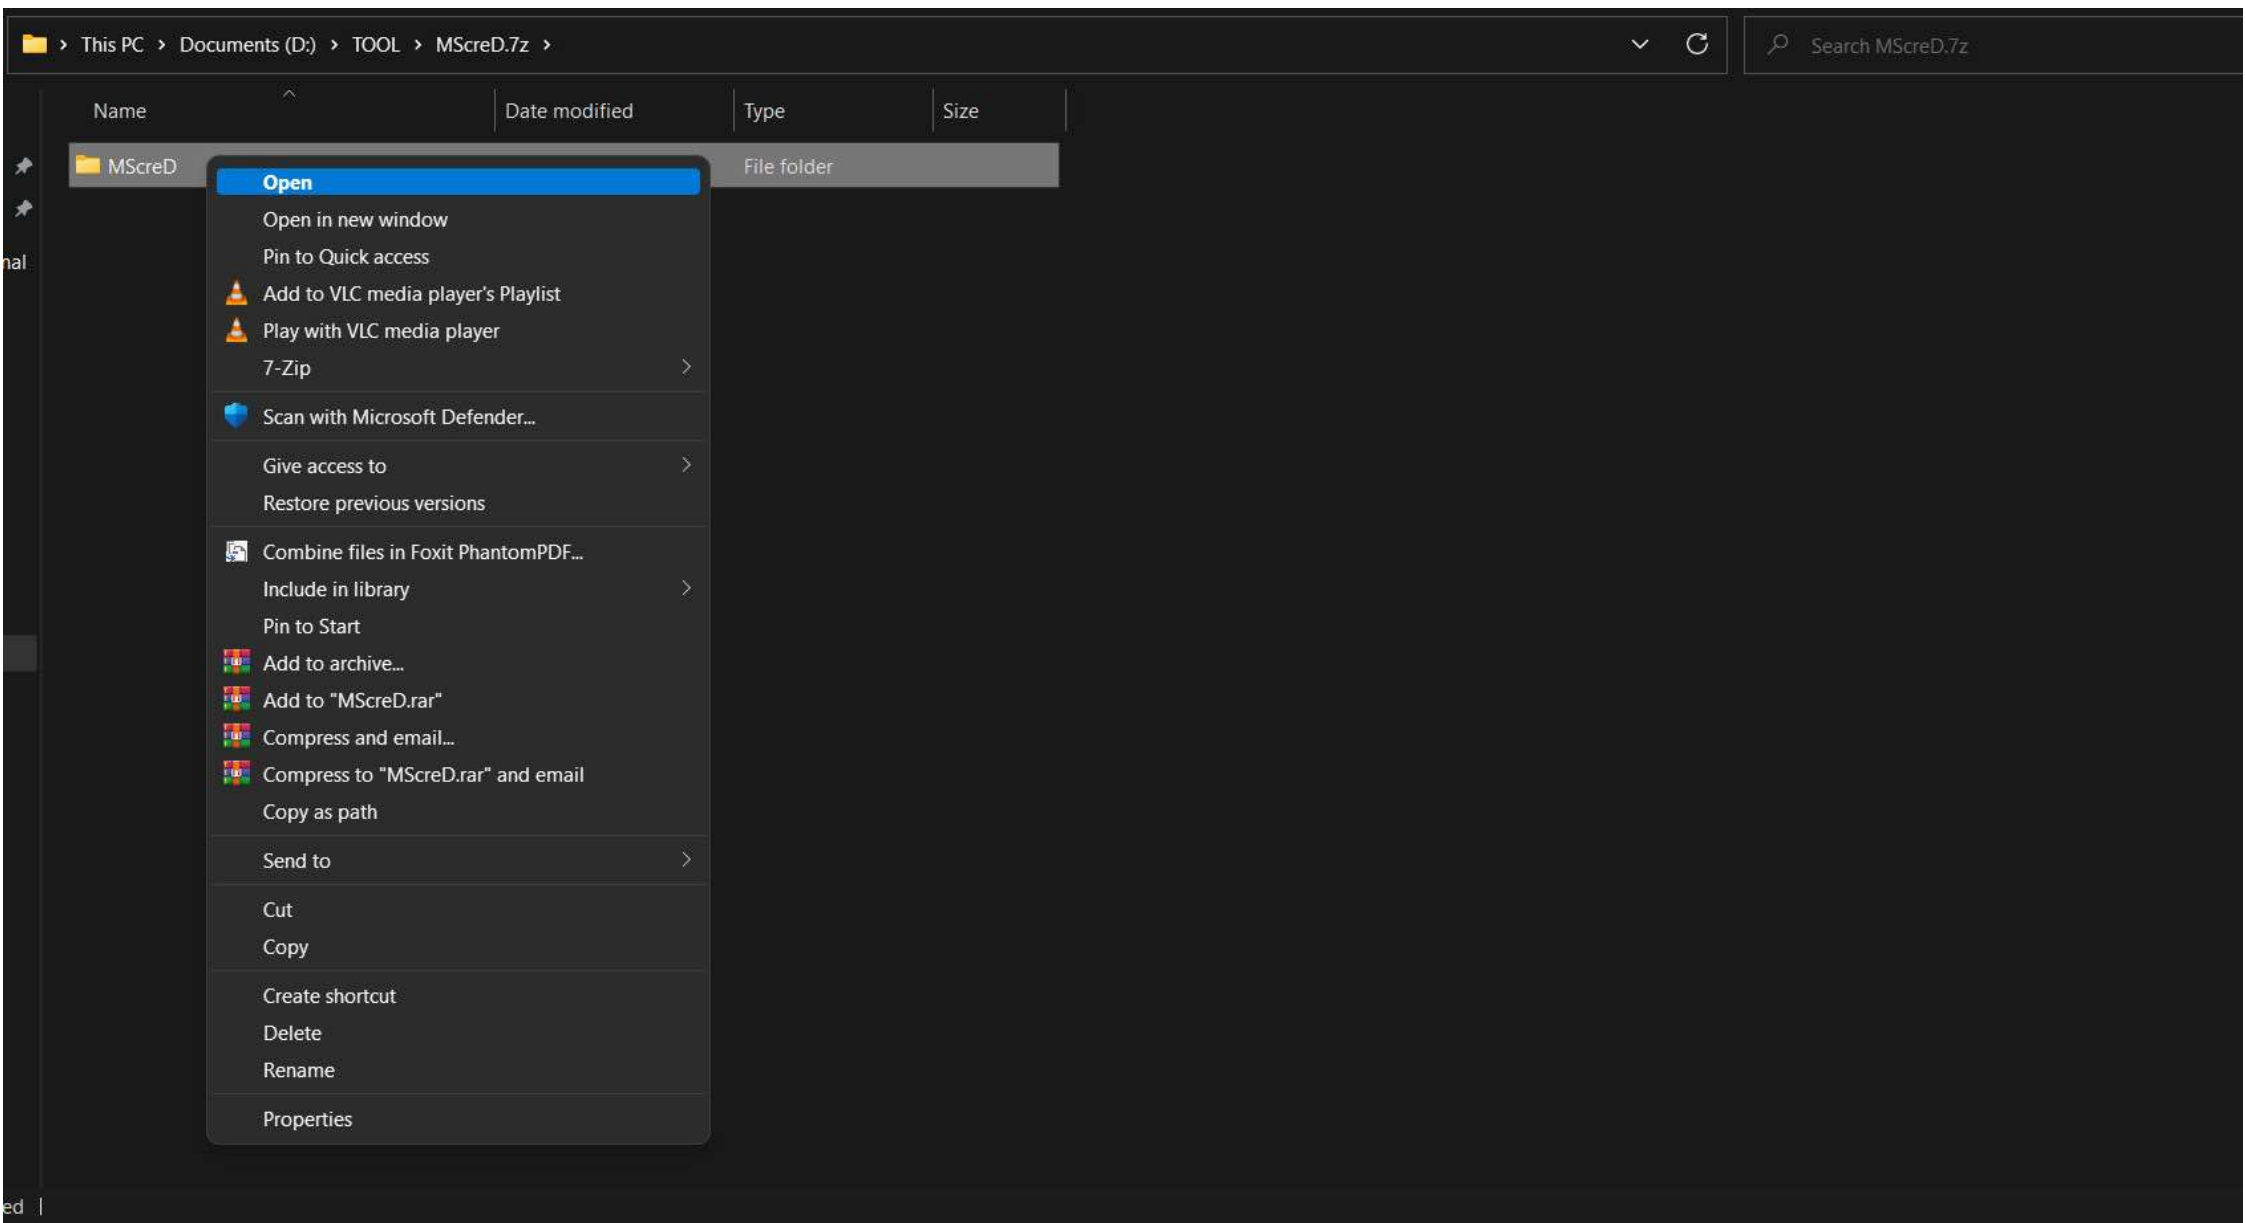 This PC > Documents (D:) > TOOL > MScreD.7z >
Search MScreD.7z
Name
Date modified
Type
Size
MScreD
File folder
nal
Open
Open in new window
Pin to Quick access
Add to VLC media player's Playlist
Play with VLC media player
7-Zip
Scan with Microsoft Defender...
Give access to
Restore previous versions
Combine files in Foxit PhantomPDF...
Include in library
Pin to Start
Add to archive...
Add to "MScreD.rar"
Compress and email...
Compress to "MScreD.rar" and email
Copy as path
Send to
Cut
Copy
Create shortcut
Delete
Rename
Properties
ed |